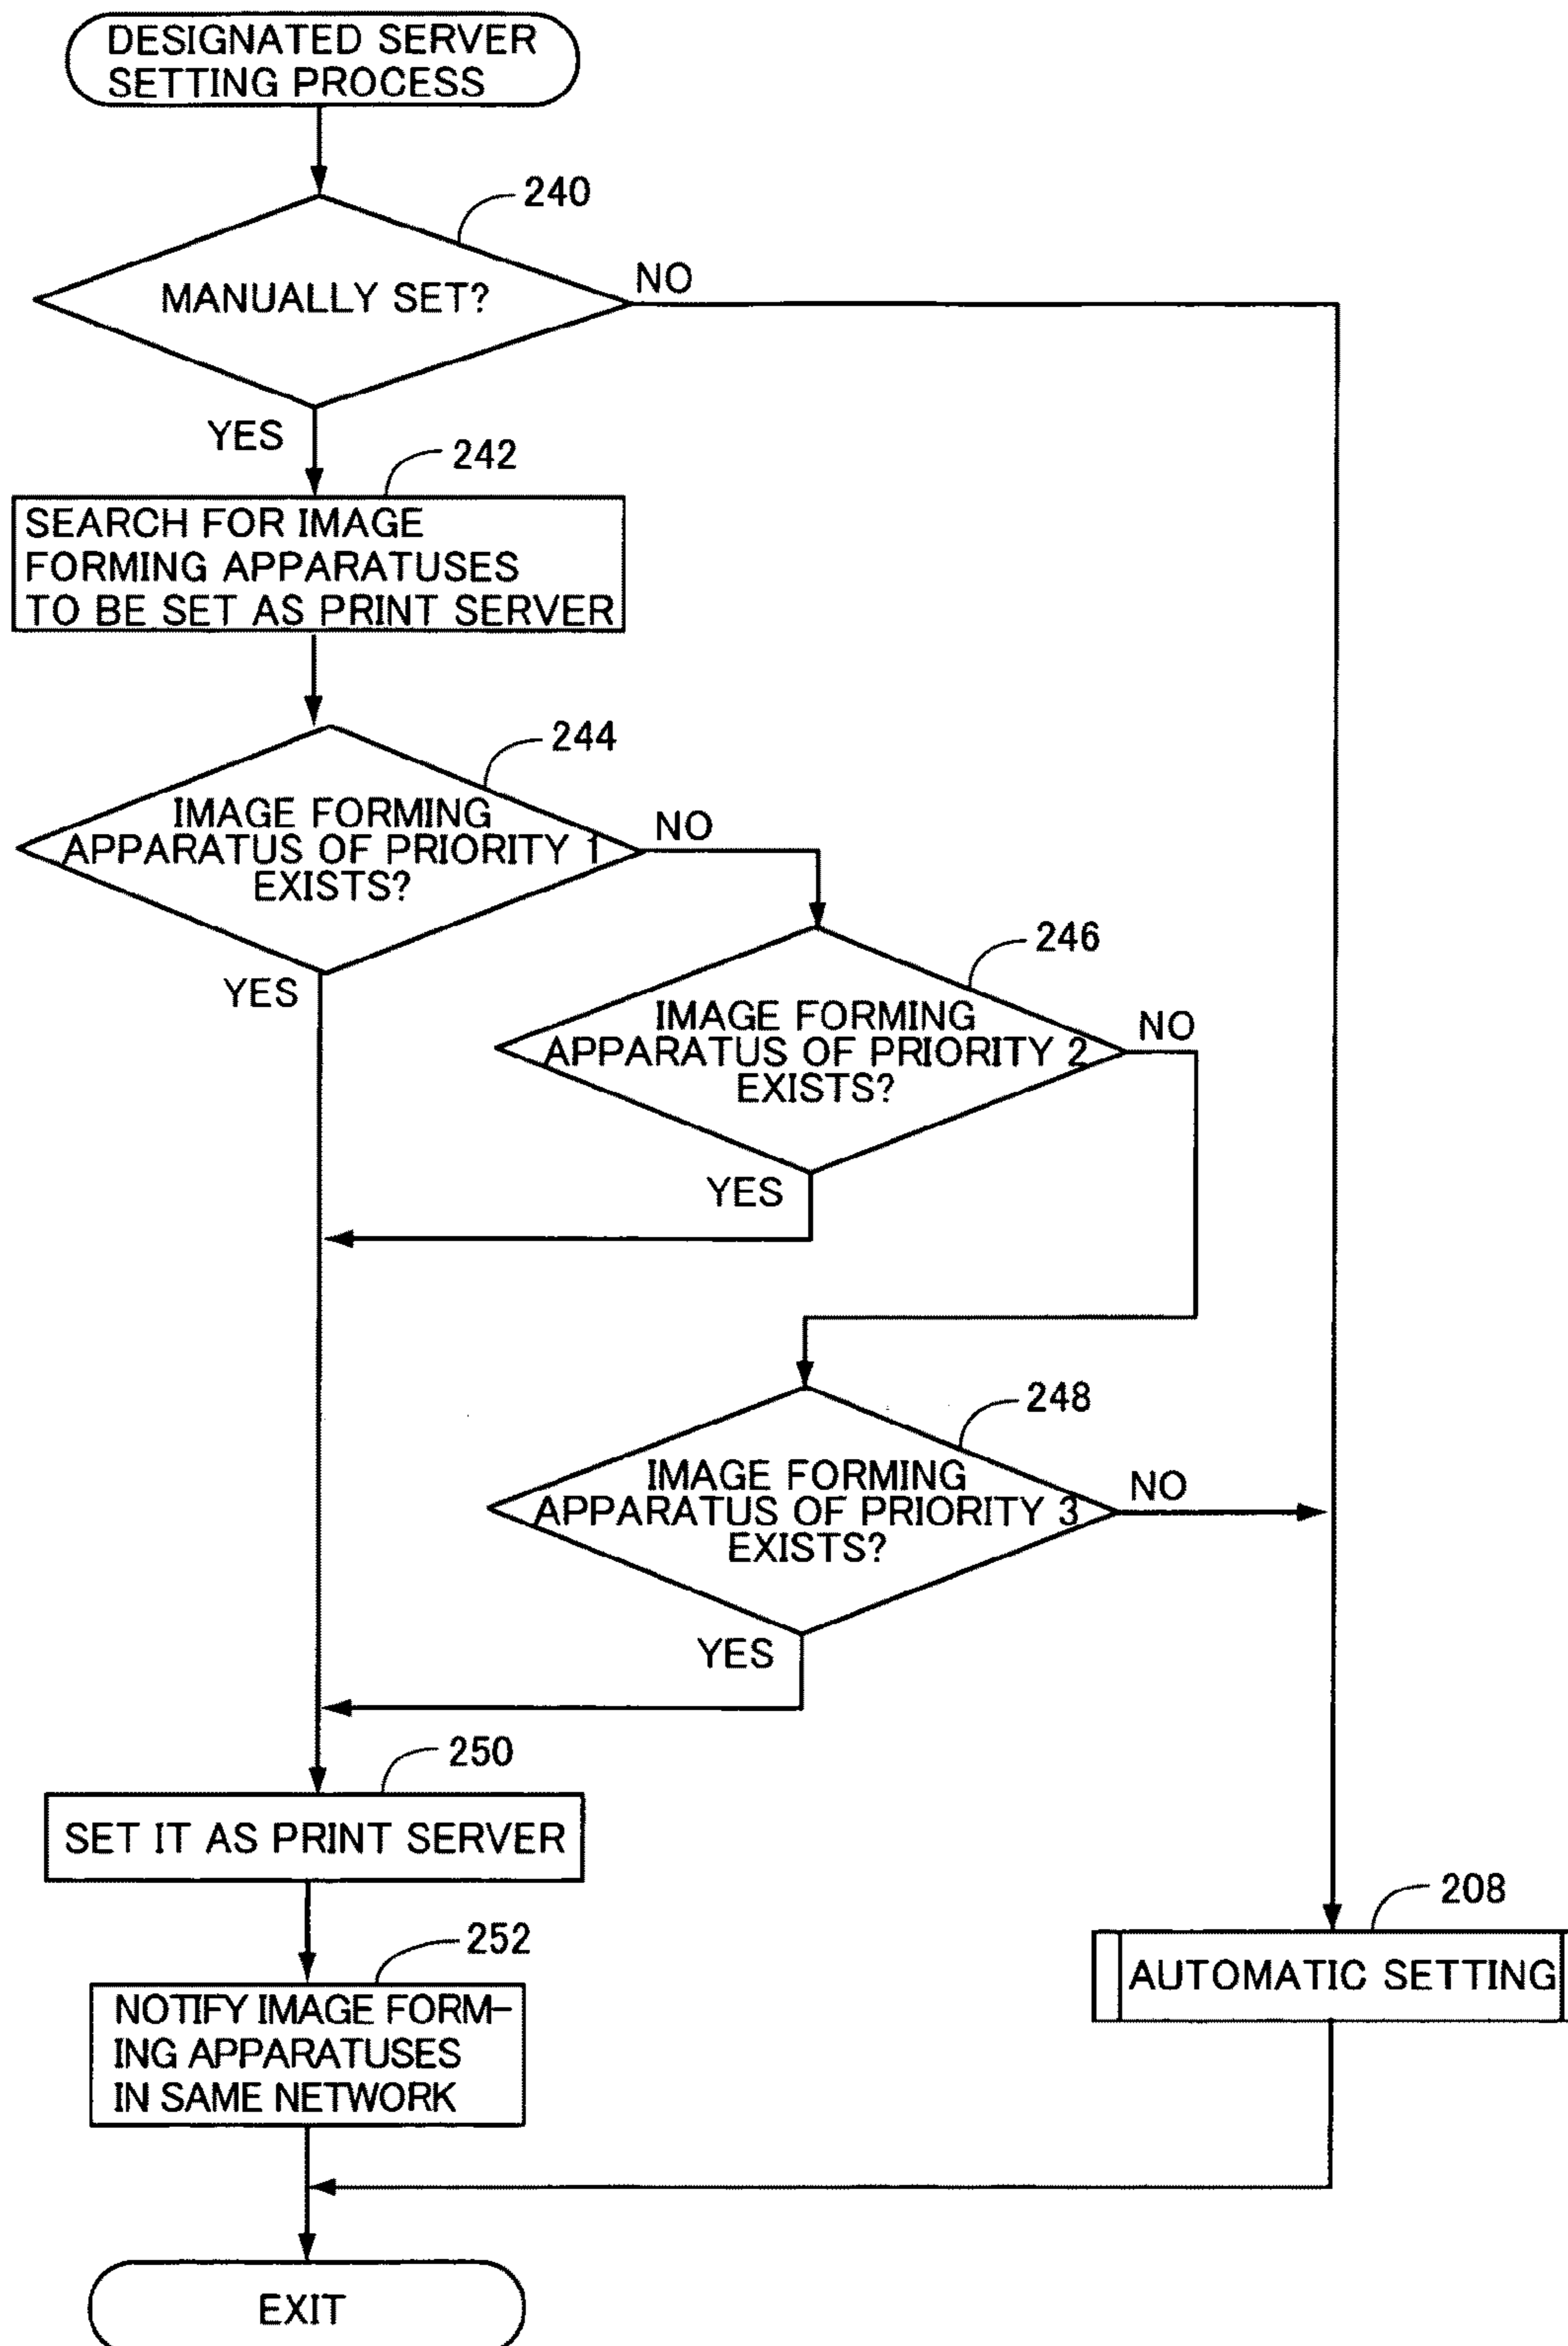 DESIGNATED SERVER
SETTING PROCESS
240
MANUALLY SET?
NO
YES
242
SEARCH FOR IMAGE
FORMING APPARATUSES
TO BE SET AS PRINT SERVER
244
IMAGE FORMING
APPARATUS OF PRIORITY 1
EXISTS?
NO
YES
246
IMAGE FORMING
APPARATUS OF PRIORITY 2
EXISTS?
NO
YES
248
IMAGE FORMING
APPARATUS OF PRIORITY 3
EXISTS?
NO
YES
250
SET IT AS PRINT SERVER
208
AUTOMATIC SETTING
252
NOTIFY IMAGE FORM-
ING APPARATUSES
IN SAME NETWORK
EXIT